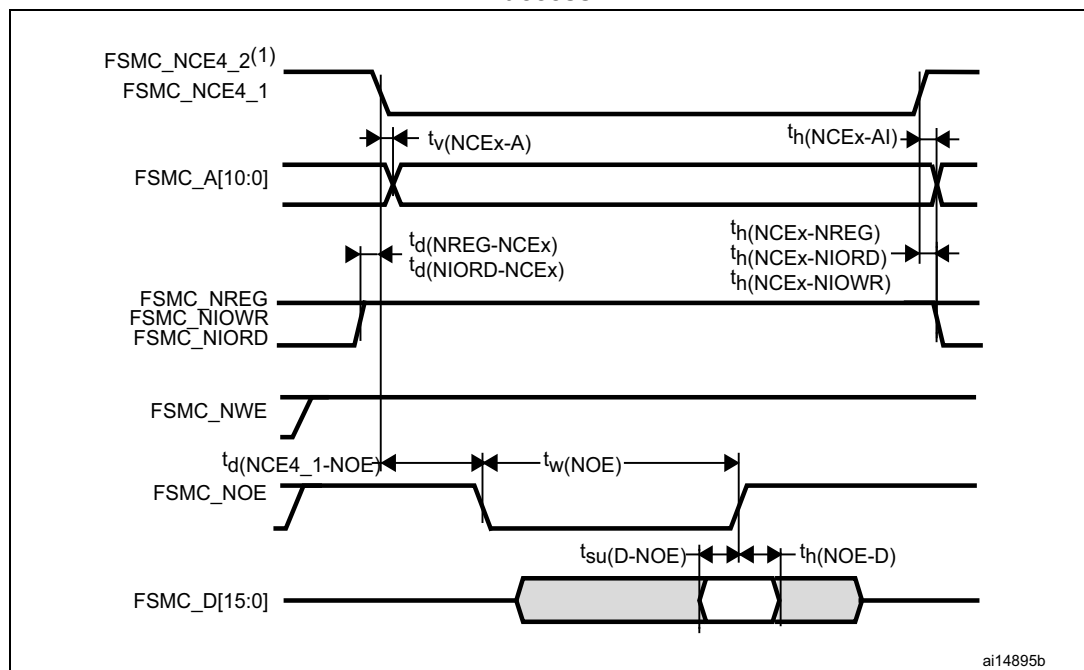 FSMC_NCE4_2(1)
FSMC_NCE4_1
tv(NCEx-A)
th(NCEx-AI)
FSMC_A[10:0]
td(NREG-NCEx)
td(NIORD-NCEx)
th(NCEx-NREG)
th(NCEx-NIORD)
th(NCEx-NIOWR)
FSMC_NREG
FSMC_NIOWR
FSMC_NIORD
FSMC_NWE
td(NCE4_1-NOE)
tw(NOE)
FSMC_NOE
tsu(D-NOE)
th(NOE-D)
FSMC_D[15:0]
ai14895b